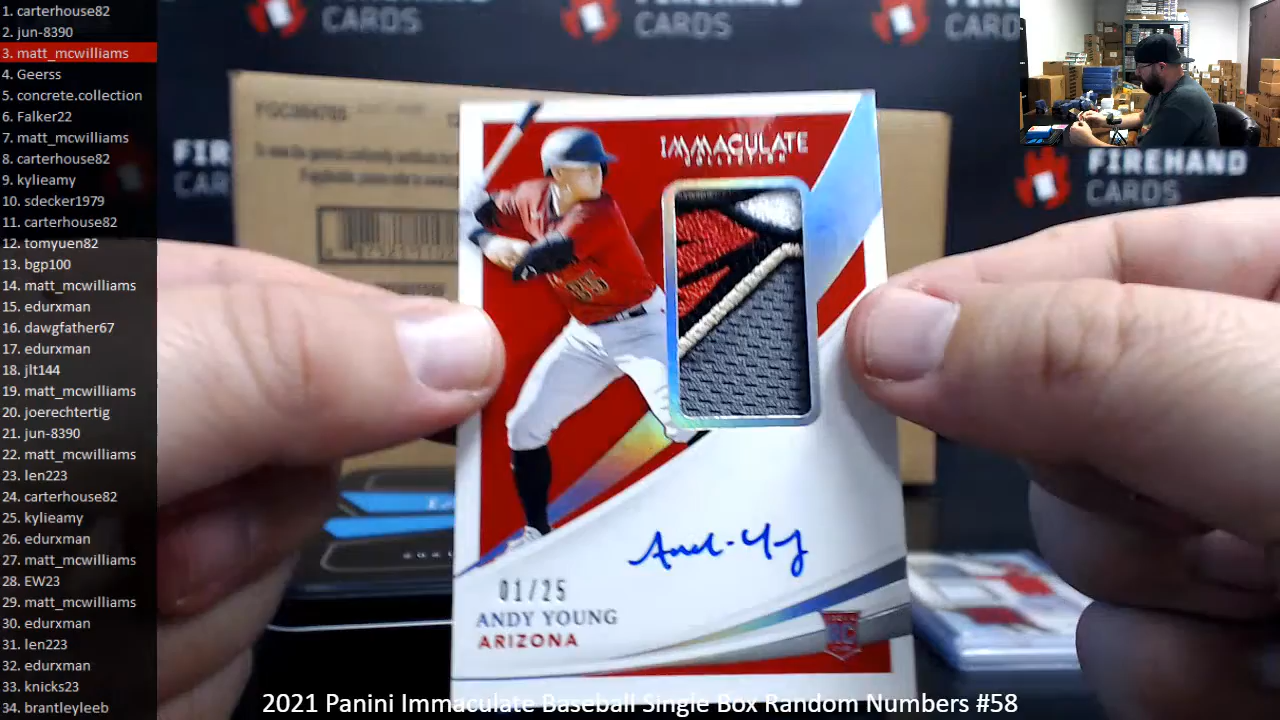 1. carterhouse82
2. jun-8390
3. matt_mcwilliams
4. Geerss
5. concrete.collection
6. Falker22
7. matt_mcwilliams
8. carterhouse82
9. kylieamy
10. sdecker1979
11. carterhouse82
12. tomyuen82
13. bgp100
14. matt_mcwilliams
15. edurxman
16. dawgfather67
17. edurxman
18. jlt144
19. matt_mcwilliams
20. joerechtertig
21. jun-8390
22. matt_mcwilliams
23. len223
24. carterhouse82
25. kylieamy
26. edurxman
27. matt_mcwilliams
28. EW23
29. matt_mcwilliams
30. edurxman
31. len223
32. edurxman
33. knicks23
34. brantleyleeb
CARDS
CARDS
FIREHAND
CARDS
IMMACULATE
COLLECTION
01/25
ANDY YOUNG
ARIZONA
RC
2021 Panini Immaculate Baseball Single Box Random Numbers #58